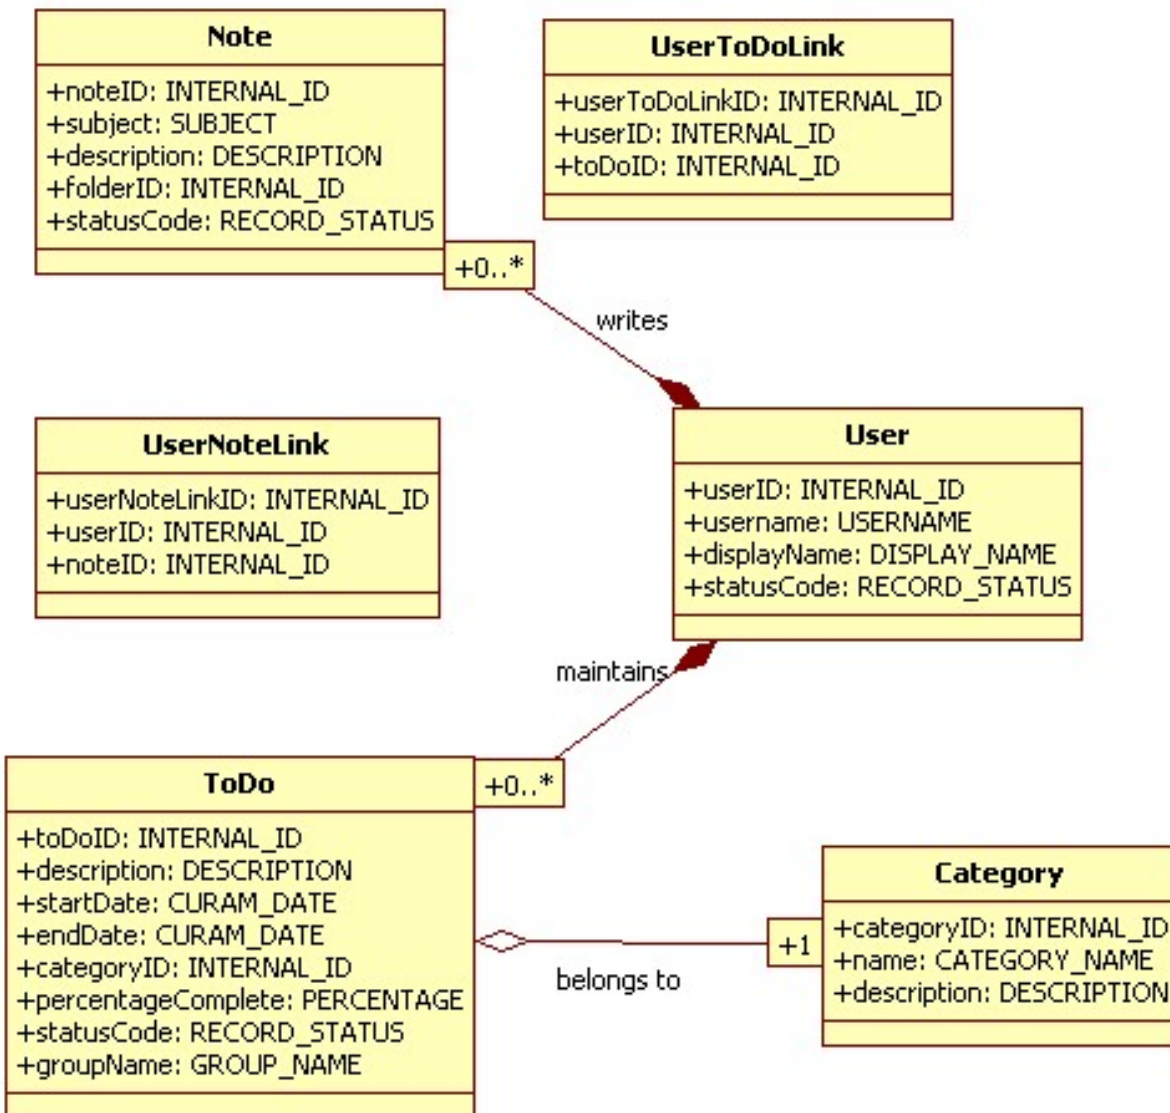 Note
+noteID: INTERNAL_ID
+subject: SUBJECT
+description: DESCRIPTION
+folderID: INTERNAL_ID
+statusCode: RECORD_STATUS
+0..*
UserToDoLink
+userToDoLinkID: INTERNAL_ID
+userID: INTERNAL_ID
+toDoID: INTERNAL_ID
writes
UserNoteLink
+userNoteLinkID: INTERNAL_ID
+userID: INTERNAL_ID
+noteID: INTERNAL_ID
User
+userID: INTERNAL_ID
+username: USERNAME
+displayName: DISPLAY_NAME
+statusCode: RECORD_STATUS
maintains
ToDo
+toDoID: INTERNAL_ID
+description: DESCRIPTION
+startDate: CURAM_DATE
+endDate: CURAM_DATE
+categoryID: INTERNAL_ID
+percentageComplete: PERCENTAGE
+statusCode: RECORD_STATUS
+groupName: GROUP_NAME
+0..*
belongs to
+1
Category
+categoryID: INTERNAL_ID
+name: CATEGORY_NAME
+description: DESCRIPTION